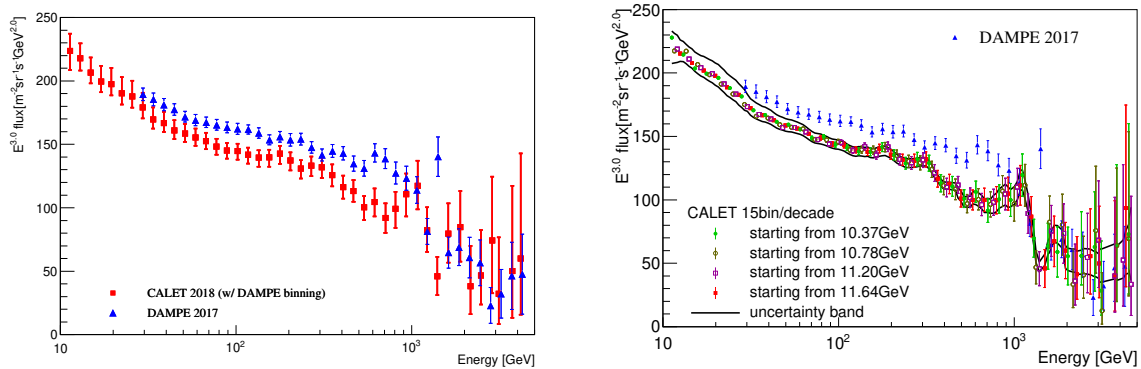 E^{3.0} flux[m^{-2}sr^{-1}s^{-1}GeV^{2.0}]
250
200
150
100
50
0
CALET 2018 (w/ DAMPE binning)
DAMPE 2017
10
10^{2}
10^{3}
Energy [GeV]
E^{3.0} flux[m^{-2}sr^{-1}s^{-1}GeV^{2.0}]
250
200
150
100
50
0
DAMPE 2017
CALET 15bin/decade
starting from 10.37GeV
starting from 10.78GeV
starting from 11.20GeV
starting from 11.64GeV
uncertainty band
10
10^{2}
10^{3}
Energy [GeV]